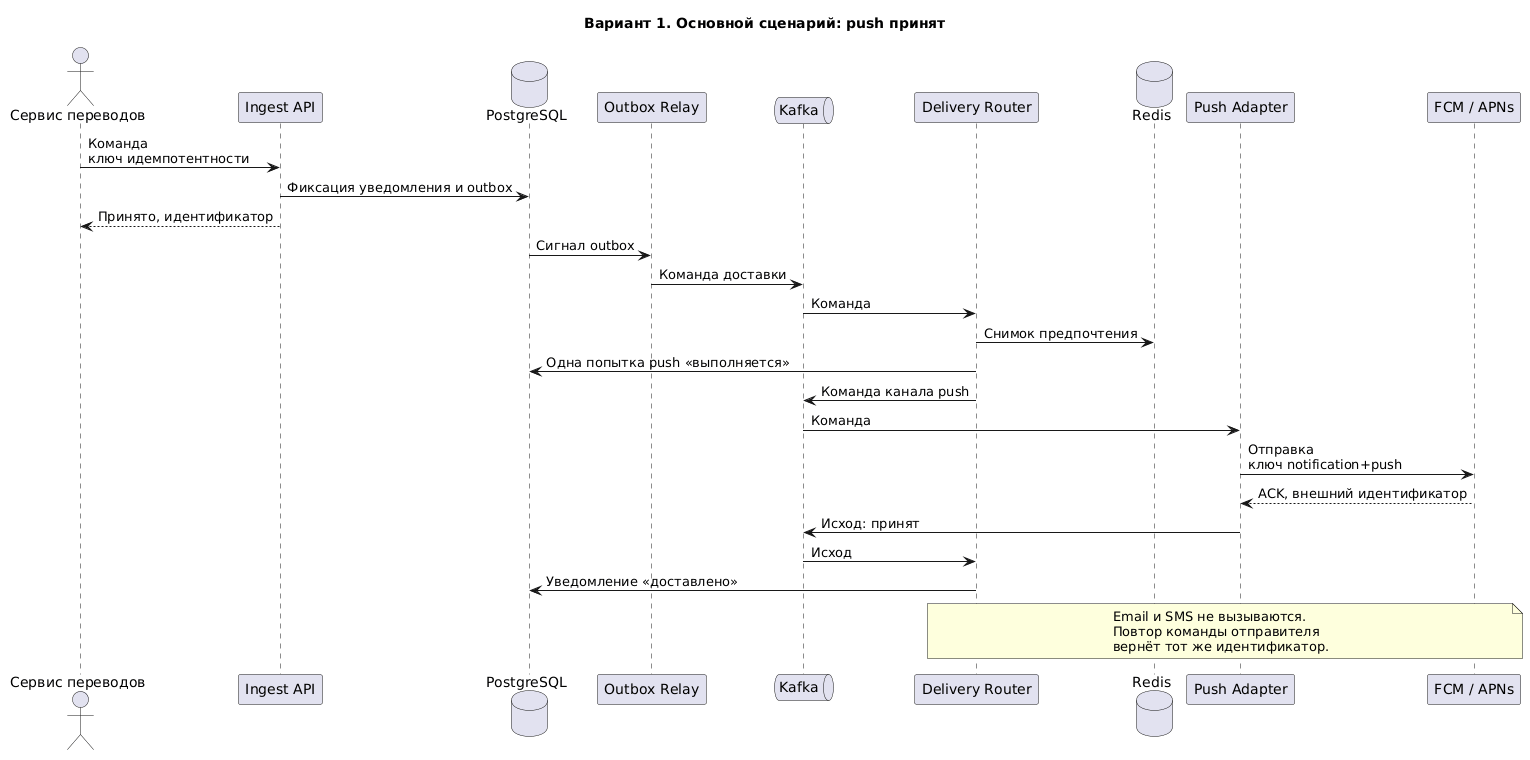 Вариант 1. Основной сценарий: push принят
Сервис переводов
Ingest API
PostgreSQL
Outbox Relay
Kafka
Delivery Router
Redis
Push Adapter
FCM / APNs
Команда
ключ идемпотентности
Фиксация уведомления и outbox
Принято, идентификатор
Сигнал outbox
Команда доставки
Команда
Снимок предпочтения
Одна попытка push «выполняется»
Команда канала push
Команда
Отправка
ключ notification+push
ACK, внешний идентификатор
Исход: принят
Исход
Уведомление «доставлено»
Email и SMS не вызываются.
Повтор команды отправителя
вернёт тот же идентификатор.
Сервис переводов
Ingest API
PostgreSQL
Outbox Relay
Kafka
Delivery Router
Redis
Push Adapter
FCM / APNs